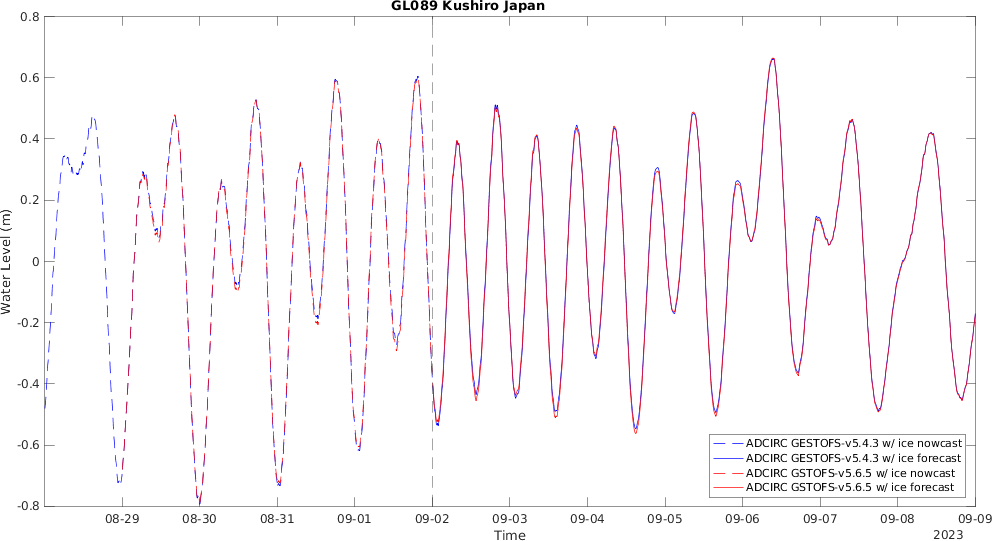 GL089 Kushiro Japan
0.8
0.6
0.4
0.2
0
-0.2
-0.4
-0.6
-0.8
Water Level (m)
ADCIRC GESTOFS-v5.4.3 w/ ice nowcast
ADCIRC GESTOFS-v5.4.3 w/ ice forecast
ADCIRC GSTOFS-v5.6.5 w/ ice nowcast
ADCIRC GSTOFS-v5.6.5 w/ ice forecast
08-29 08-30 08-31 09-01 09-02 09-03 09-04 09-05 09-06 09-07 09-08 09-09
Time
2023